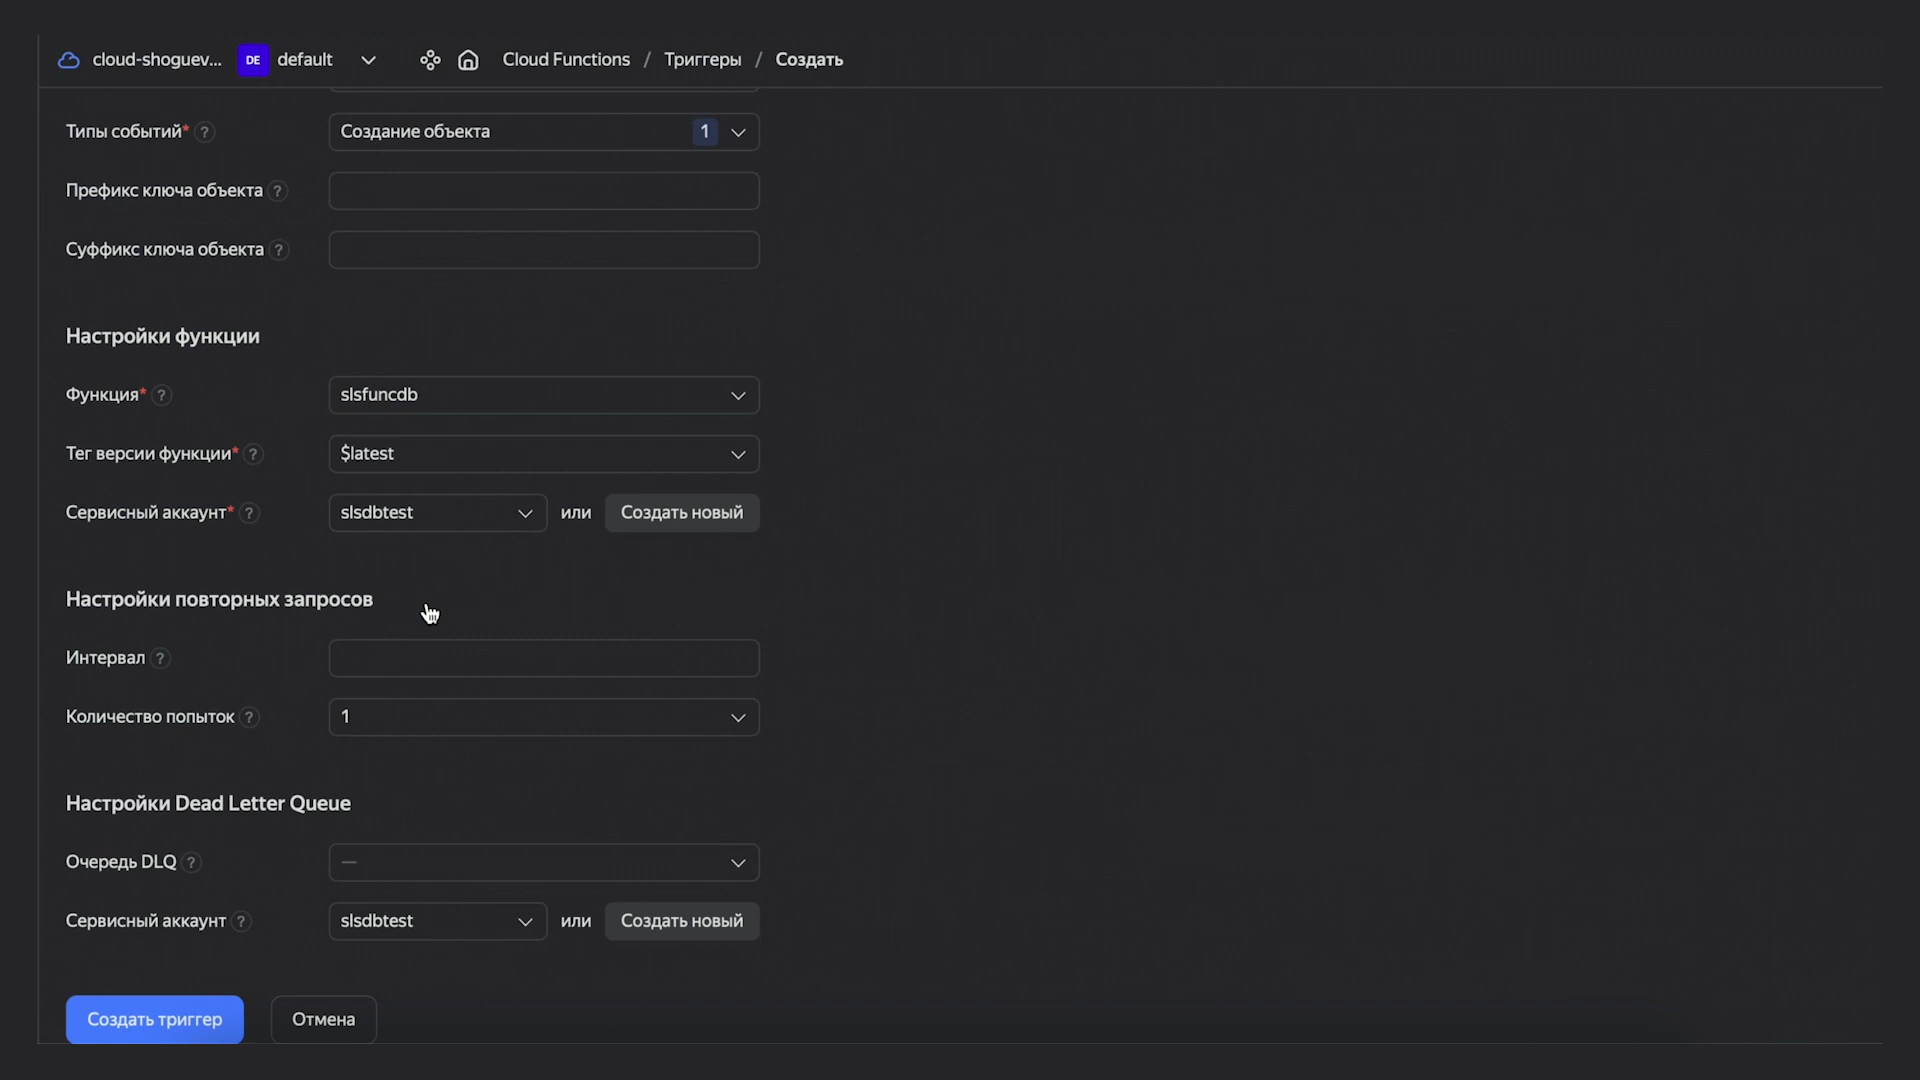 cloud-shoguev... DE default Cloud Functions / Триггеры / Создать
Типы событий* ? Создание объекта 1
Префикс ключа объекта ?
Суффикс ключа объекта ?
Настройки функции
Функция* ? slsfuncdb
Тег версии функции* ? $latest
Сервисный аккаунт* ? slsdbtest или Создать новый
Настройки повторных запросов
Интервал ?
Количество попыток ? 1
Настройки Dead Letter Queue
Очередь DLQ ? —
Сервисный аккаунт ? slsdbtest или Создать новый
Создать триггер Отмена